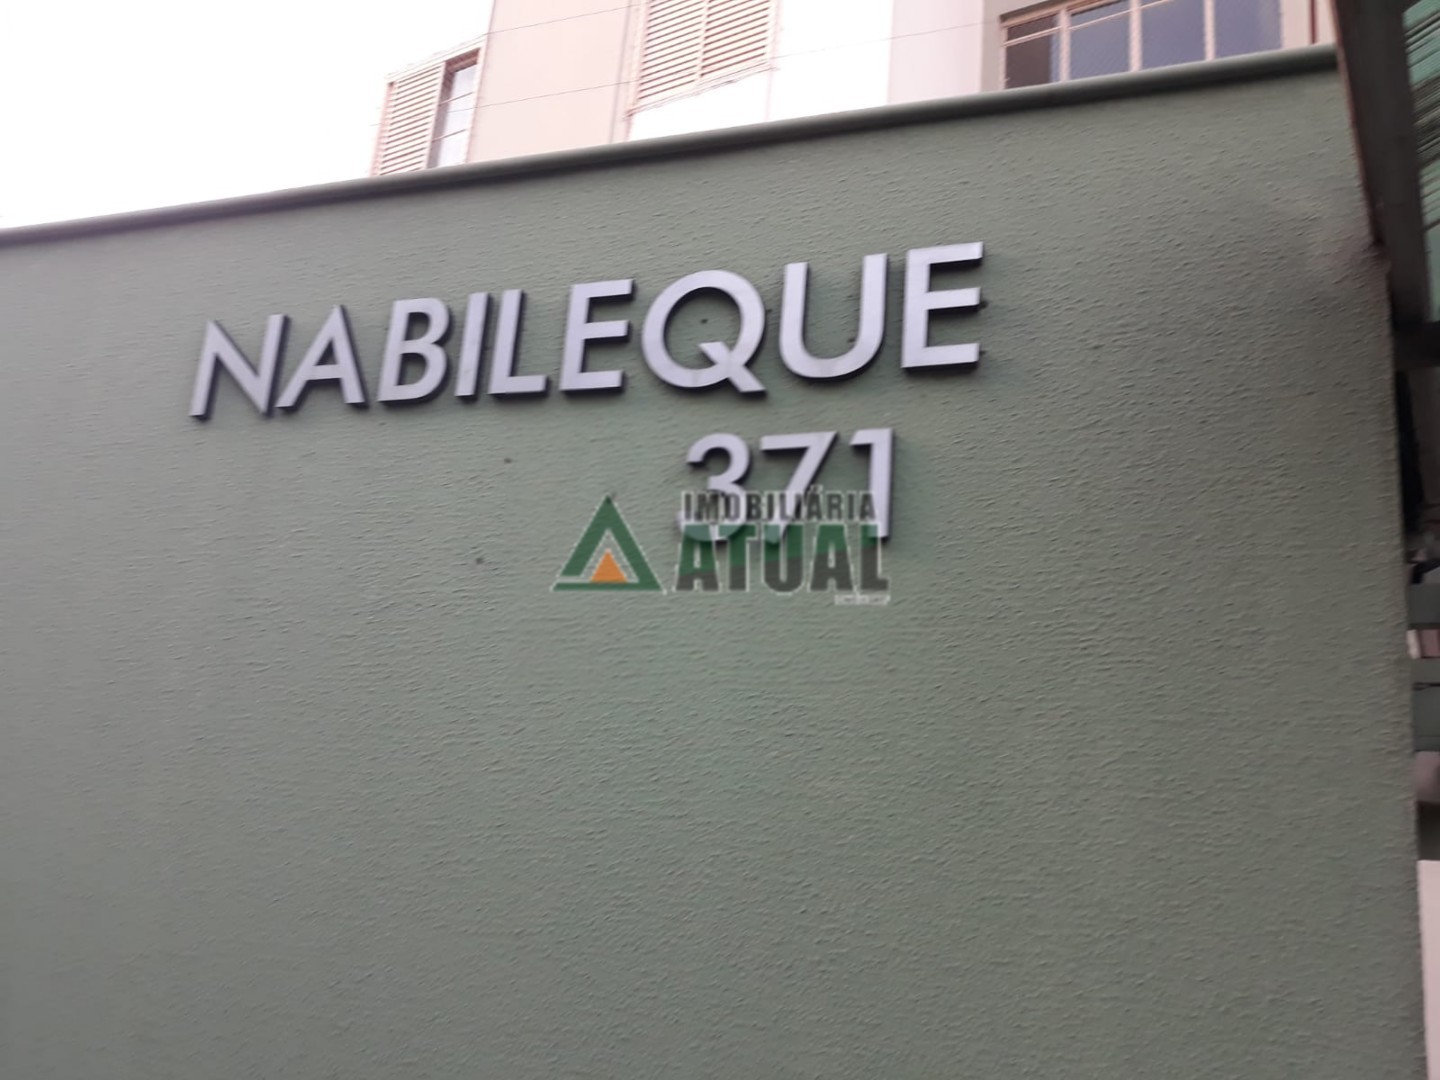 NABILEQUE
371
IMOBILIÁRIA
ATUAL